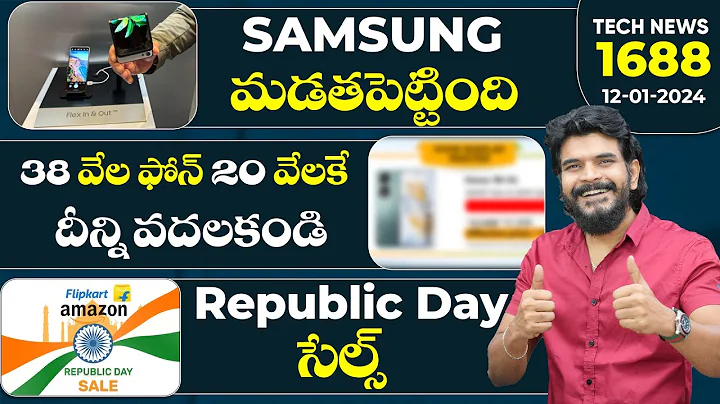 SAMSUNG
మడతపెట్టింది
TECH NEWS
1688
12-01-2024
Flex In & Out™
38 వేల ఫోన్ 20 వేలకే
దీన్ని వదలకండి
Flipkart
amazon
REPUBLIC DAY
SALE
Republic Day
సేల్స్